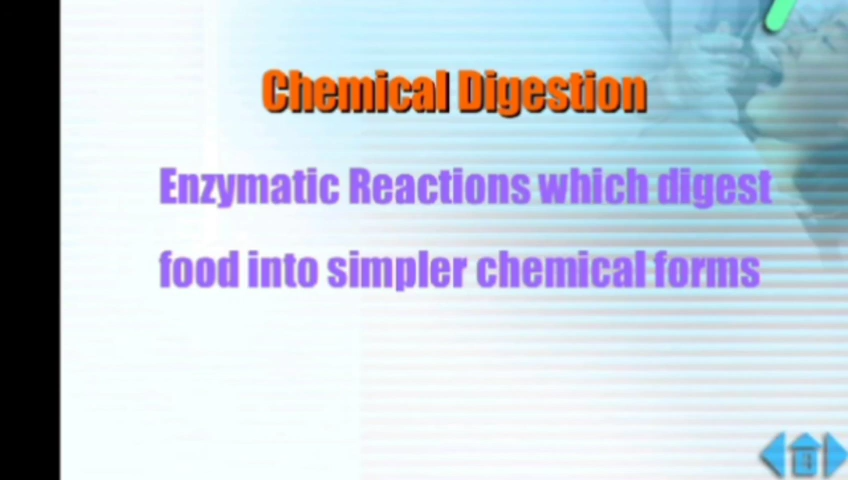 Chemical Digestion
Enzymatic Reactions which digest
food into simpler chemical forms